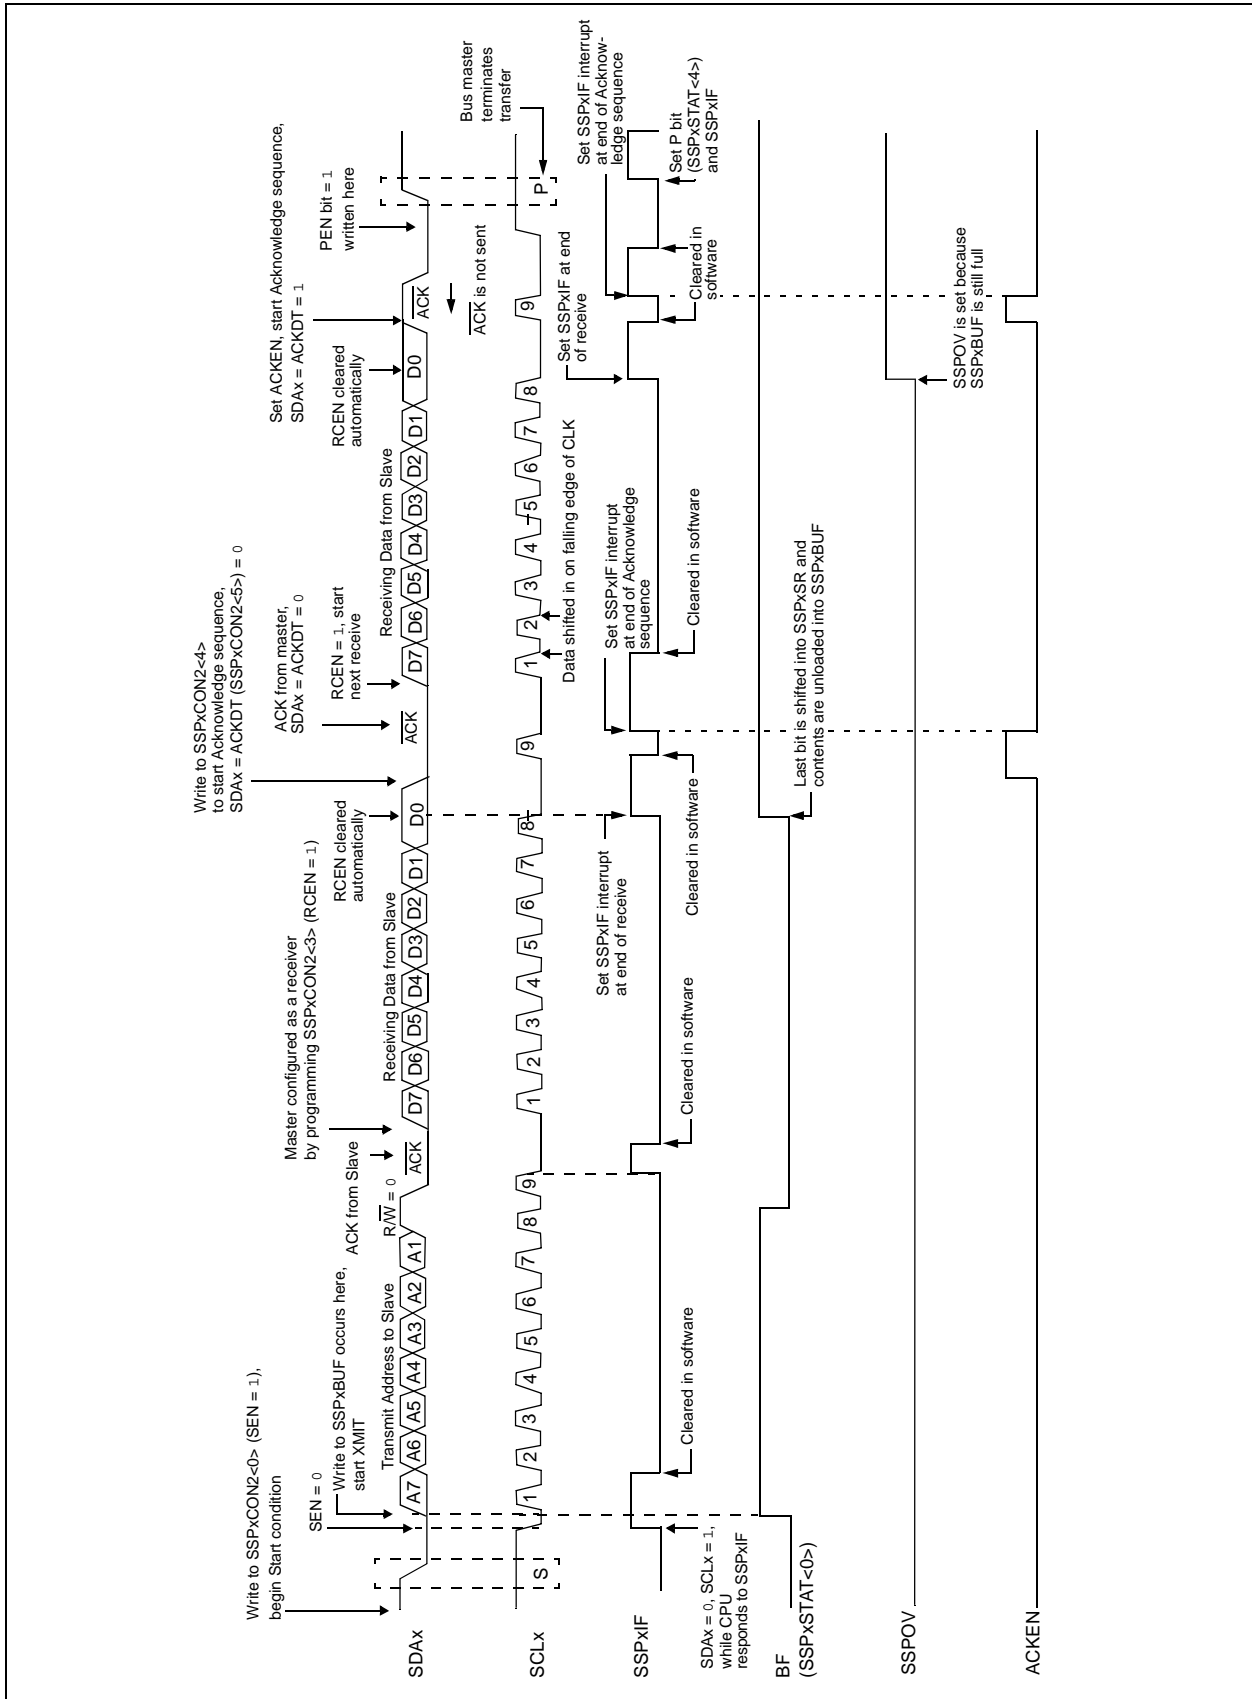 Write to SSPxCON2<0> (SEN = 1),
begin Start condition
SEN = 0
Write to SSPxBUF occurs here,
start XMIT
Transmit Address to Slave
ACK from Slave
R/W = 0
Master configured as a receiver
by programming SSPxCON2<3> (RCEN = 1)
Receiving Data from Slave
RCEN cleared
automatically
Write to SSPxCON2<4>
to start Acknowledge sequence,
SDAx = ACKDT (SSPxCON2<5>) = 0
ACK from master,
SDAx = ACKDT = 0
RCEN = 1, start
next receive
Receiving Data from Slave
RCEN cleared
automatically
Set ACKEN, start Acknowledge sequence,
SDAx = ACKDT = 1
PEN bit = 1
written here
SDAx
A7 A6 A5 A4 A3 A2 A1 ACK D7 D6 D5 D4 D3 D2 D1 D0 ACK D7 D6 D5 D4 D3 D2 D1 D0 ACK
ACK is not sent
Bus master
terminates
transfer
SCLx
S 1 2 3 4 5 6 7 8 9 1 2 3 4 5 6 7 8 9 1 2 3 4 5 6 7 8 9 P
Data shifted in on falling edge of CLK
Set SSPxIF interrupt
at end of receive
Set SSPxIF interrupt
at end of Acknowledge
sequence
Set SSPxIF at end
of receive
Set SSPxIF interrupt
at end of Acknow-
ledge sequence
SSPxIF
Set P bit
(SSPxSTAT<4>)
and SSPxIF
SDAx = 0, SCLx = 1,
while CPU
responds to SSPxIF
Cleared in software
Cleared in software
Cleared in software
Cleared in software
Cleared in
software
BF
(SSPxSTAT<0>)
Last bit is shifted into SSPxSR and
contents are unloaded into SSPxBUF
SSPOV
SSPOV is set because
SSPxBUF is still full
ACKEN